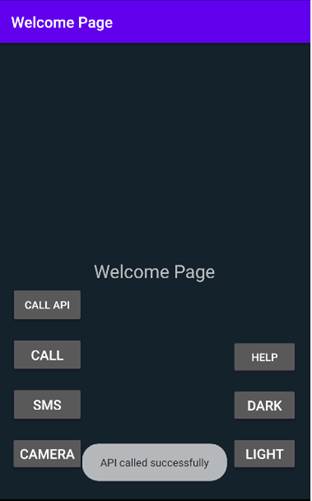 Welcome Page
Welcome Page
CALL API
CALL
HELP
SMS
DARK
CAMERA
API called successfully
LIGHT